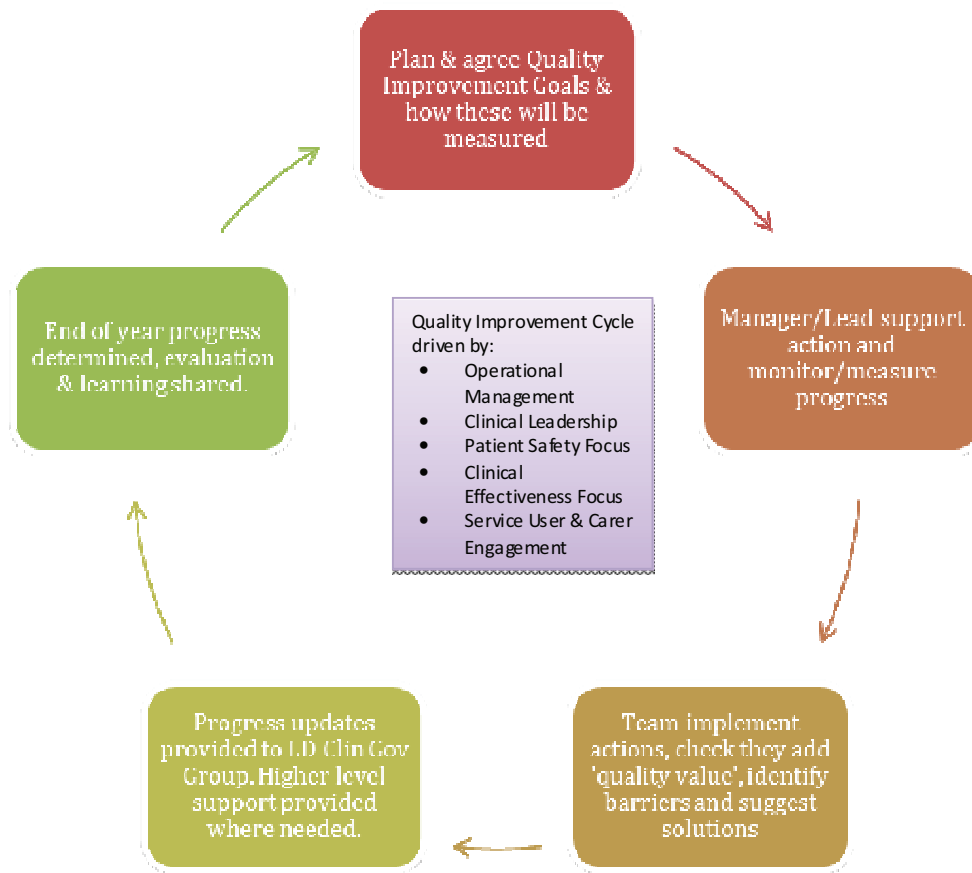 Plan & agree Quality
Improvement Goals &
how these will be
measured
Manager/Lead support
action and
monitor/measure
progress
Team implement
actions, check they add
'quality value', identify
barriers and suggest
solutions
Progress updates
provided to LD Clin Gov
Group. Higher level
support provided
where needed.
End of year progress
determined, evaluation
& learning shared.
Quality Improvement Cycle
driven by:
• Operational
Management
• Clinical Leadership
• Patient Safety Focus
• Clinical
Effectiveness Focus
• Service User & Carer
Engagement